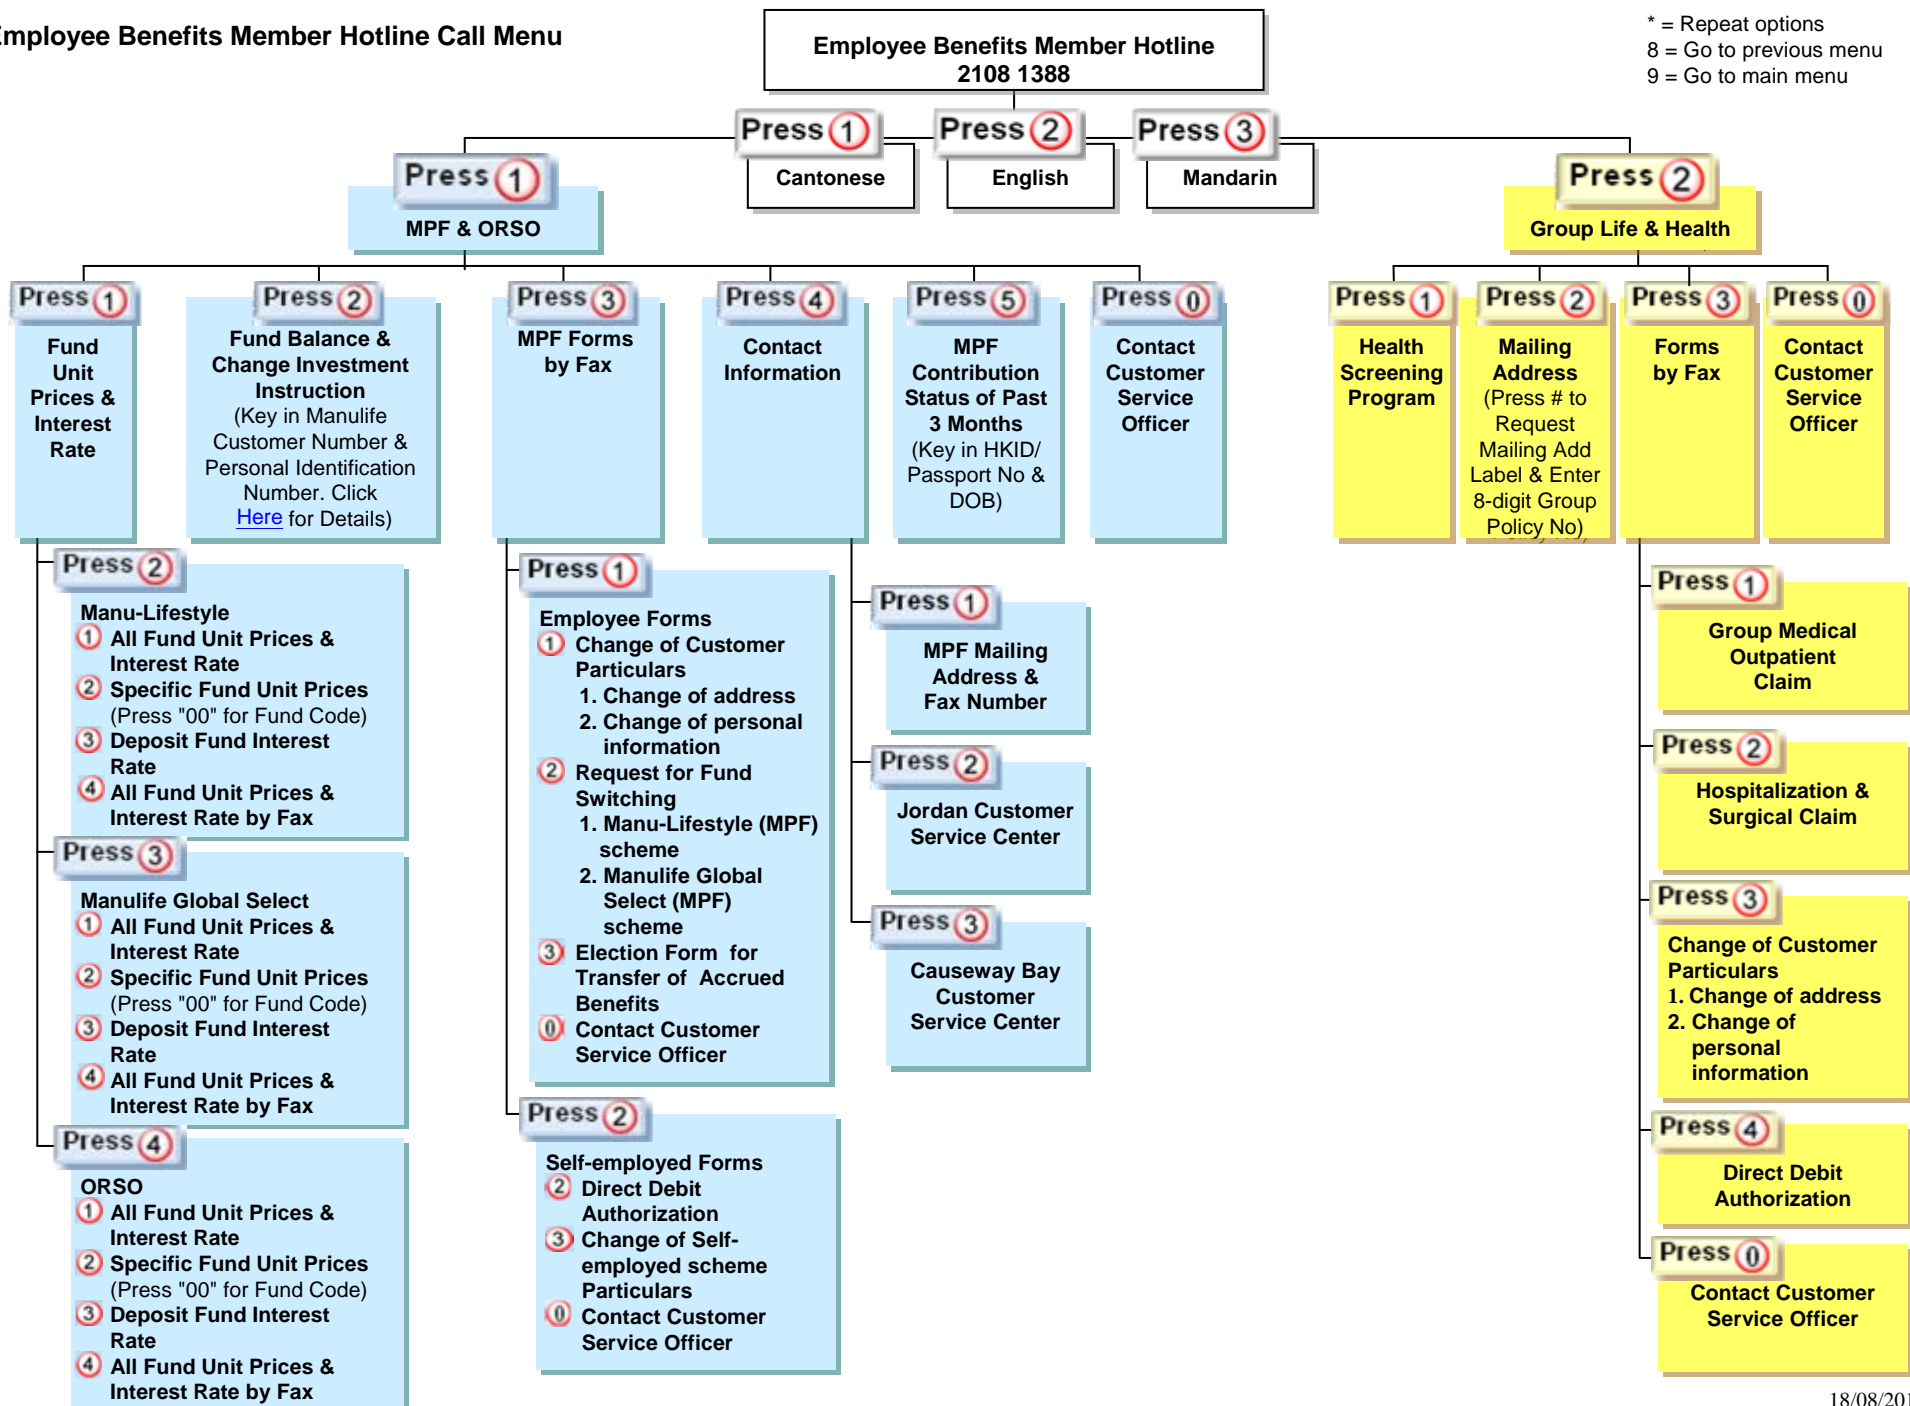 Employee Benefits Member Hotline Call Menu
Employee Benefits Member Hotline
2108 1388
* = Repeat options
8 = Go to previous menu
9 = Go to main menu
Press 1
Cantonese
Press 2
English
Press 3
Mandarin
Press 1
MPF & ORSO
Press 1
Fund
Unit
Prices &
Interest
Rate
Press 2
Fund Balance &
Change Investment
Instruction
(Key in Manulife
Customer Number &
Personal Identification
Number. Click
Here for Details)
Press 3
MPF Forms
by Fax
Press 4
Contact
Information
Press 5
MPF
Contribution
Status of Past
3 Months
(Key in HKID/
Passport No &
DOB)
Press 0
Contact
Customer
Service
Officer
Press 2
Manu-Lifestyle
1 All Fund Unit Prices &
Interest Rate
2 Specific Fund Unit Prices
(Press "00" for Fund Code)
3 Deposit Fund Interest
Rate
4 All Fund Unit Prices &
Interest Rate by Fax
Press 3
Manulife Global Select
1 All Fund Unit Prices &
Interest Rate
2 Specific Fund Unit Prices
(Press "00" for Fund Code)
3 Deposit Fund Interest
Rate
4 All Fund Unit Prices &
Interest Rate by Fax
Press 4
ORSO
1 All Fund Unit Prices &
Interest Rate
2 Specific Fund Unit Prices
(Press "00" for Fund Code)
3 Deposit Fund Interest
Rate
4 All Fund Unit Prices &
Interest Rate by Fax
Press 1
Employee Forms
1 Change of Customer
Particulars
1. Change of address
2. Change of personal
information
2 Request for Fund
Switching
1. Manu-Lifestyle (MPF)
scheme
2. Manulife Global
Select (MPF)
scheme
3 Election Form for
Transfer of Accrued
Benefits
0 Contact Customer
Service Officer
Press 2
Self-employed Forms
2 Direct Debit
Authorization
3 Change of Self-
employed scheme
Particulars
0 Contact Customer
Service Officer
Press 1
MPF Mailing
Address &
Fax Number
Press 2
Jordan Customer
Service Center
Press 3
Causeway Bay
Customer
Service Center
Press 2
Group Life & Health
Press 1
Health
Screening
Program
Press 2
Mailing
Address
(Press # to
Request
Mailing Add
Label & Enter
8-digit Group
Policy No)
Press 3
Forms
by Fax
Press 0
Contact
Customer
Service
Officer
Press 1
Group Medical
Outpatient
Claim
Press 2
Hospitalization &
Surgical Claim
Press 3
Change of Customer
Particulars
1. Change of address
2. Change of
personal
information
Press 4
Direct Debit
Authorization
Press 0
Contact Customer
Service Officer
18/08/201